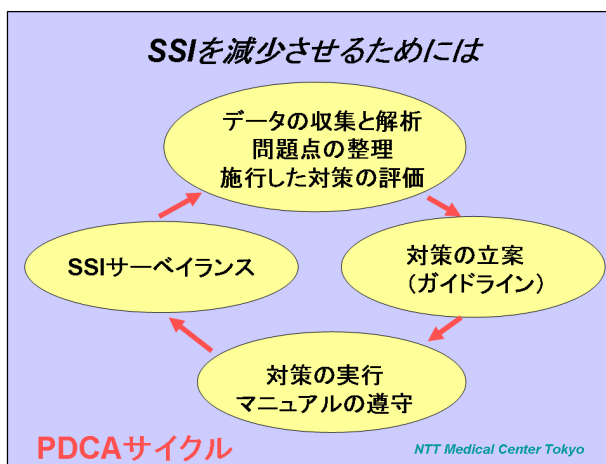 SSIを減少させるためには
データの収集と解析
問題点の整理
施行した対策の評価
SSIサーベイランス
対策の立案
（ガイドライン）
対策の実行
マニュアルの遵守
PDCAサイクル
NTT Medical Center Tokyo